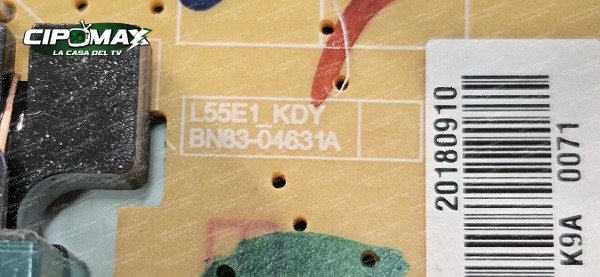 CIPOMAX
LA CASA DEL TV
L55E1_KDY
BN83-04631A
20180910
K9A 0071